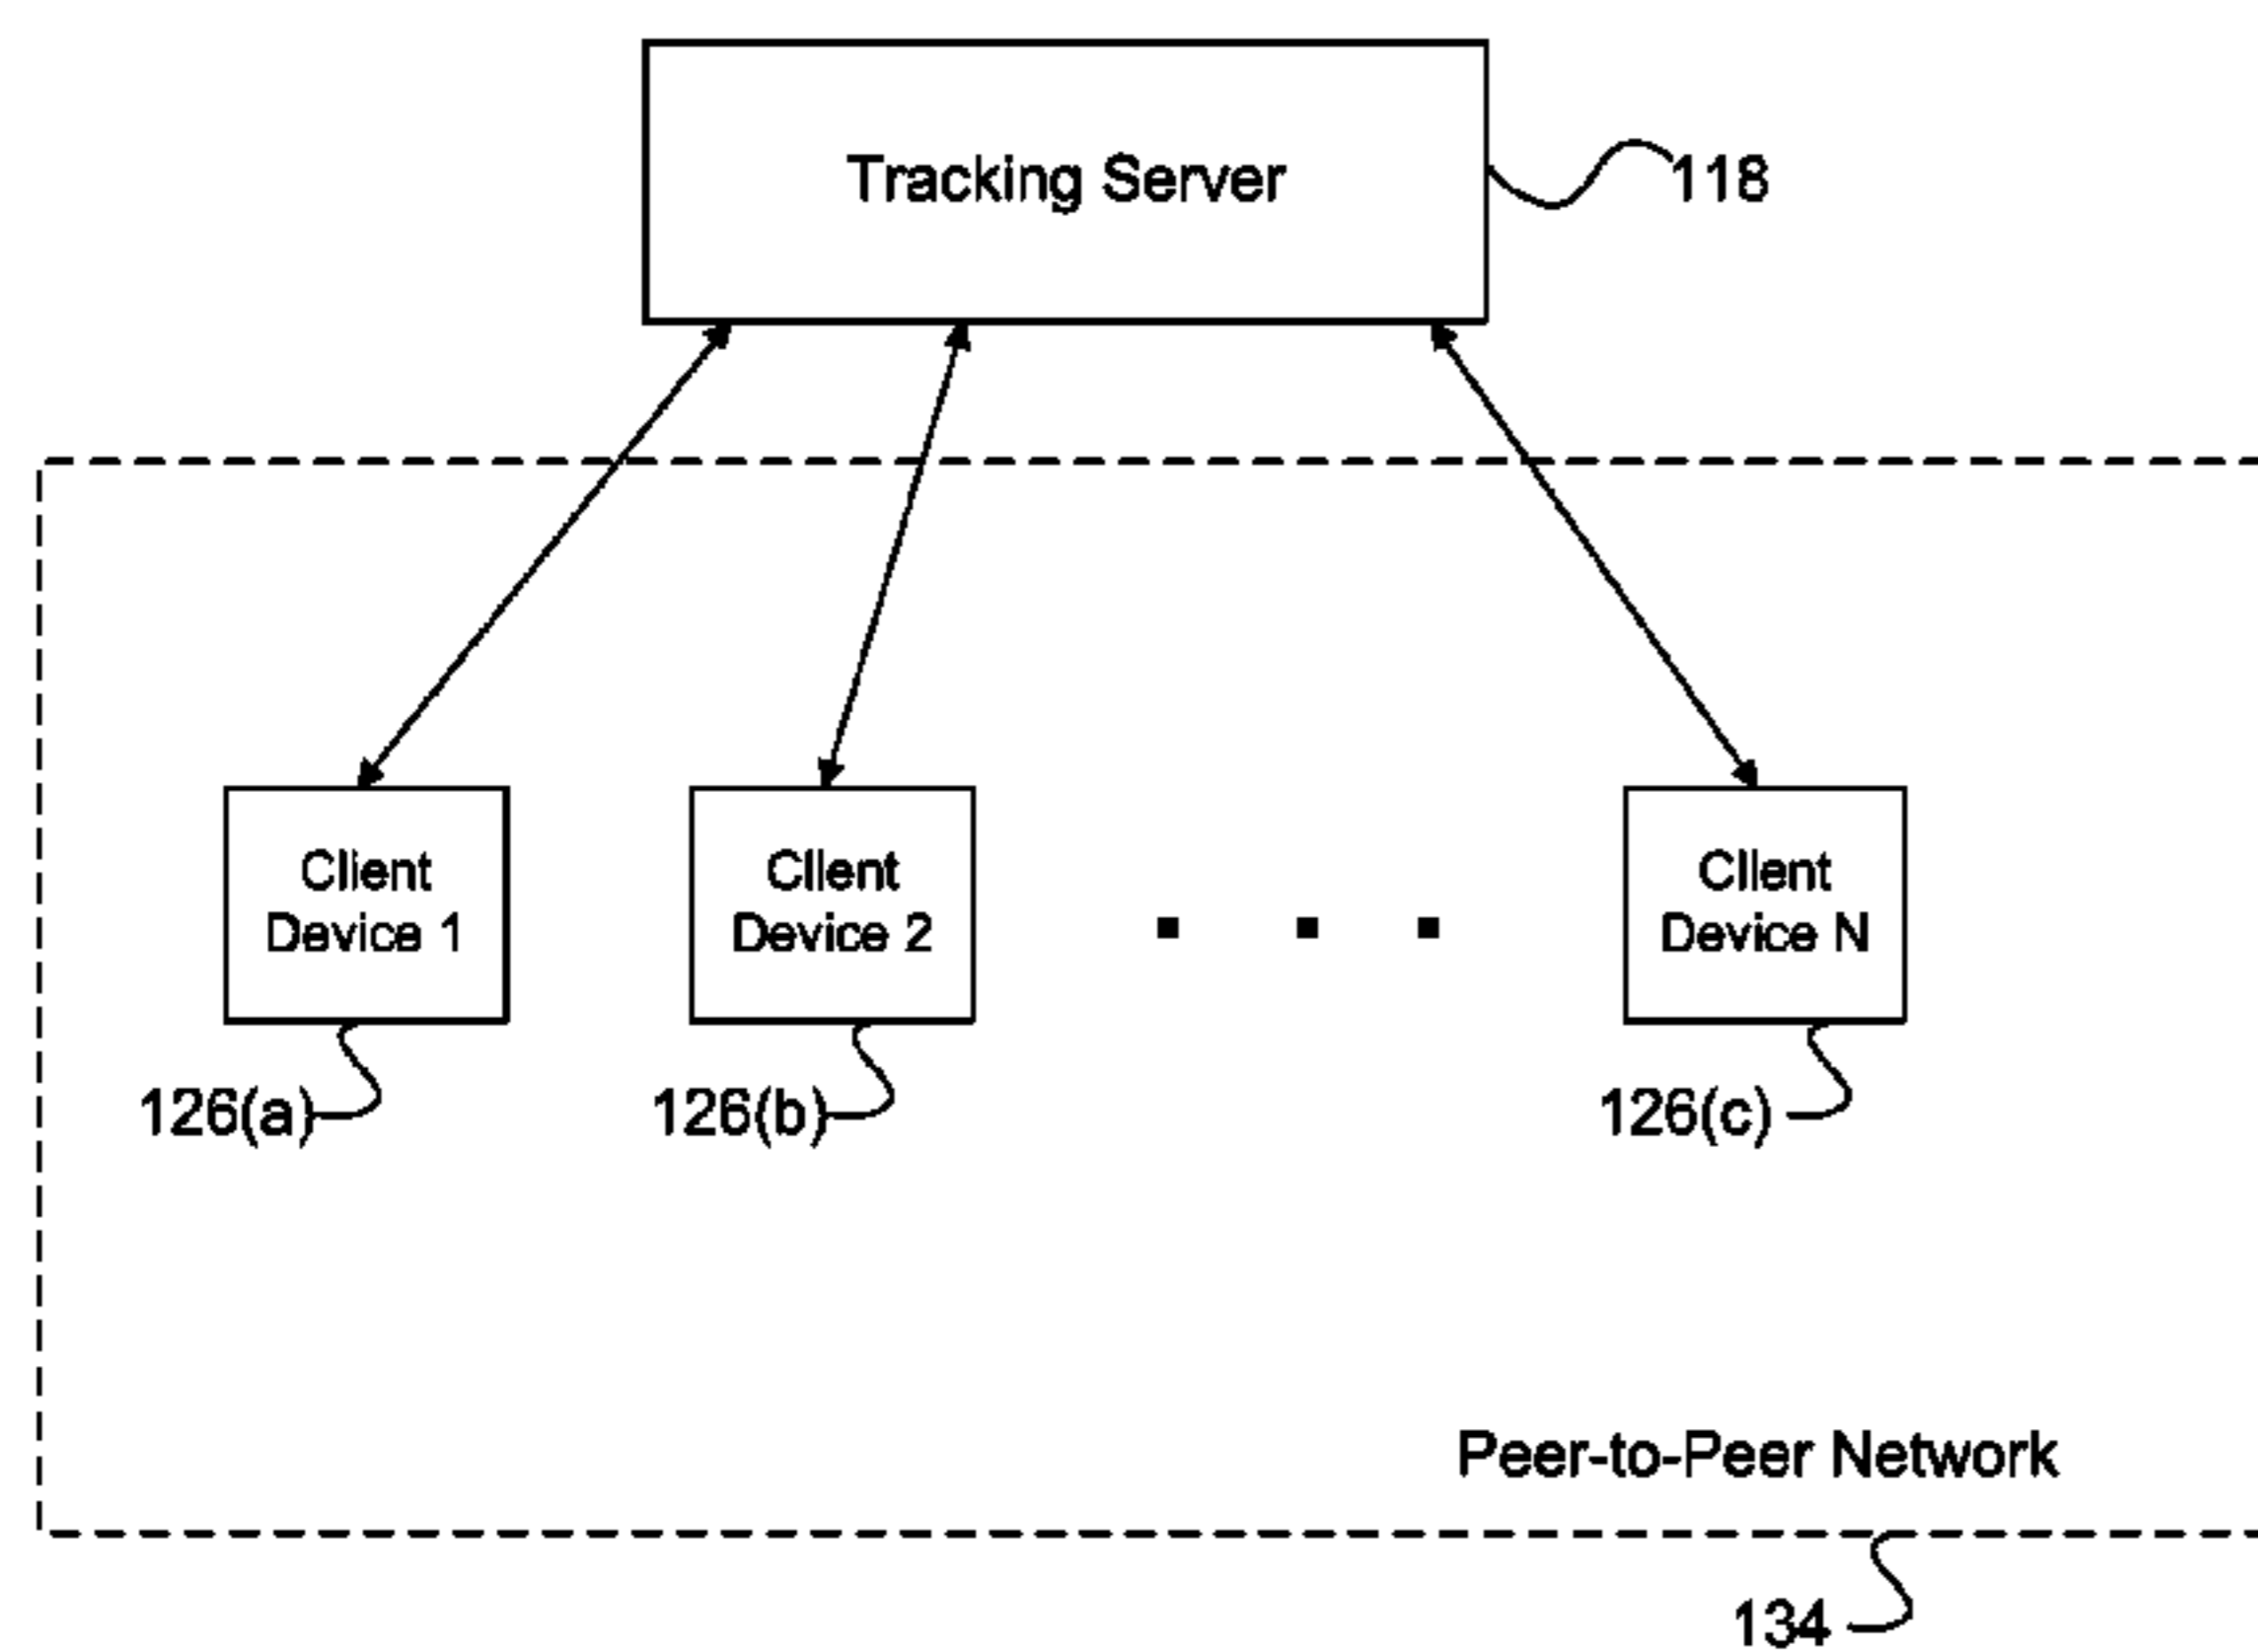 Tracking Server
118
Client
Device 1
Client
Device 2
Client
Device N
126(a)
126(b)
126(c)
Peer-to-Peer Network
134